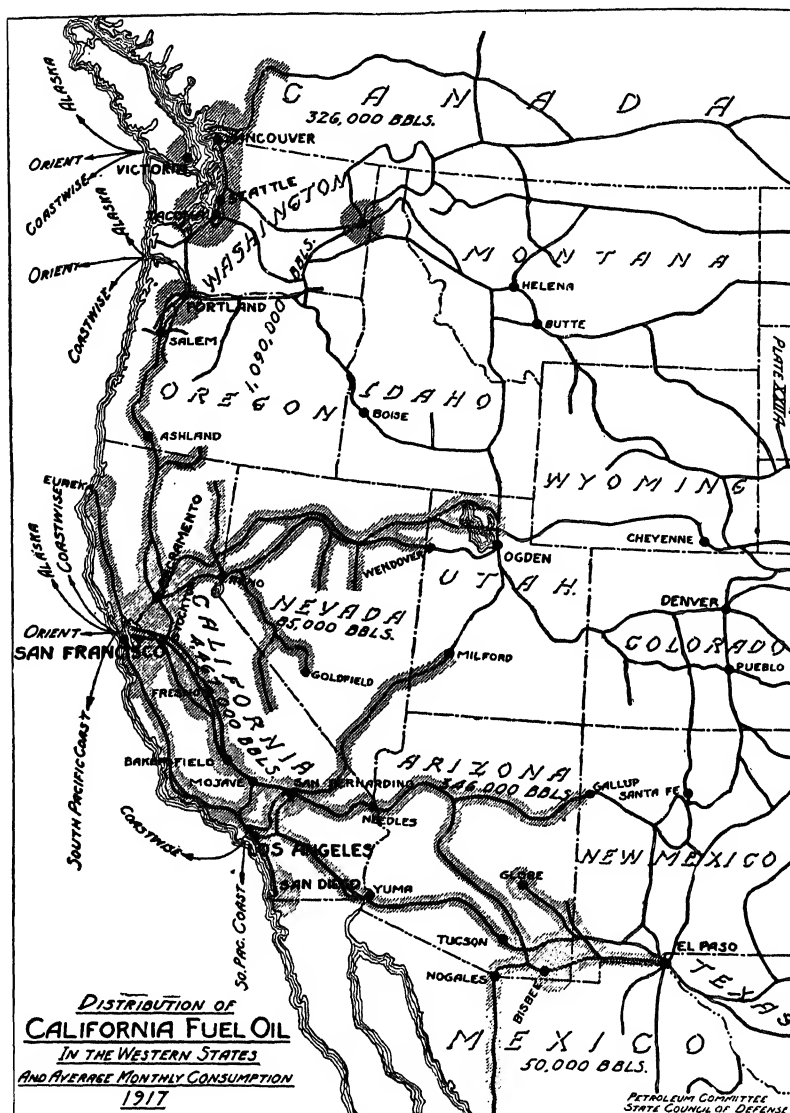 CANADA
326,000 BBLS.
ALASKA
ORIENT
COASTWISE
VANCOUVER
VICTORIA
SEATTLE
TACOMA
WASHINGTON
ALASKA
ORIENT
COASTWISE
MONTANA
HELENA
BUTTE
PORTLAND
SALEM
1,090,000 BBLS.
OREGON
IDAHO
BOISE
PLATE XXIIA
ASHLAND
WYOMING
CHEYENNE
EUREKA
SACRAMENTO
RENO
WENDOVER
OGDEN
UTAH.
ALASKA
COASTWISE
ORIENT
SAN FRANCISCO
STOCKTON
NEVADA
CALIFORNIA
BBLS.
DENVER
COLORADO
PUEBLO
MILFORD
GOLDFIELD
FRESNO
SOUTH PACIFIC COAST
BAKERSFIELD
MOJAVE
SAN BERNARDINO
ARIZONA
346,000 BBLS.
GALLUP
SANTA FE
NEEDLES
COASTWISE
LOS ANGELES
NEW MEXICO
SAN DIEGO
YUMA
GLOBE
SO. PAC. COAST
TUCSON
EL PASO
NOGALES
BISBEE
TEXAS
MEXICO
50,000 BBLS.
DISTRIBUTION OF
CALIFORNIA FUEL OIL
IN THE WESTERN STATES
AND AVERAGE MONTHLY CONSUMPTION
1917
PETROLEUM COMMITTEE
STATE COUNCIL OF DEFENSE